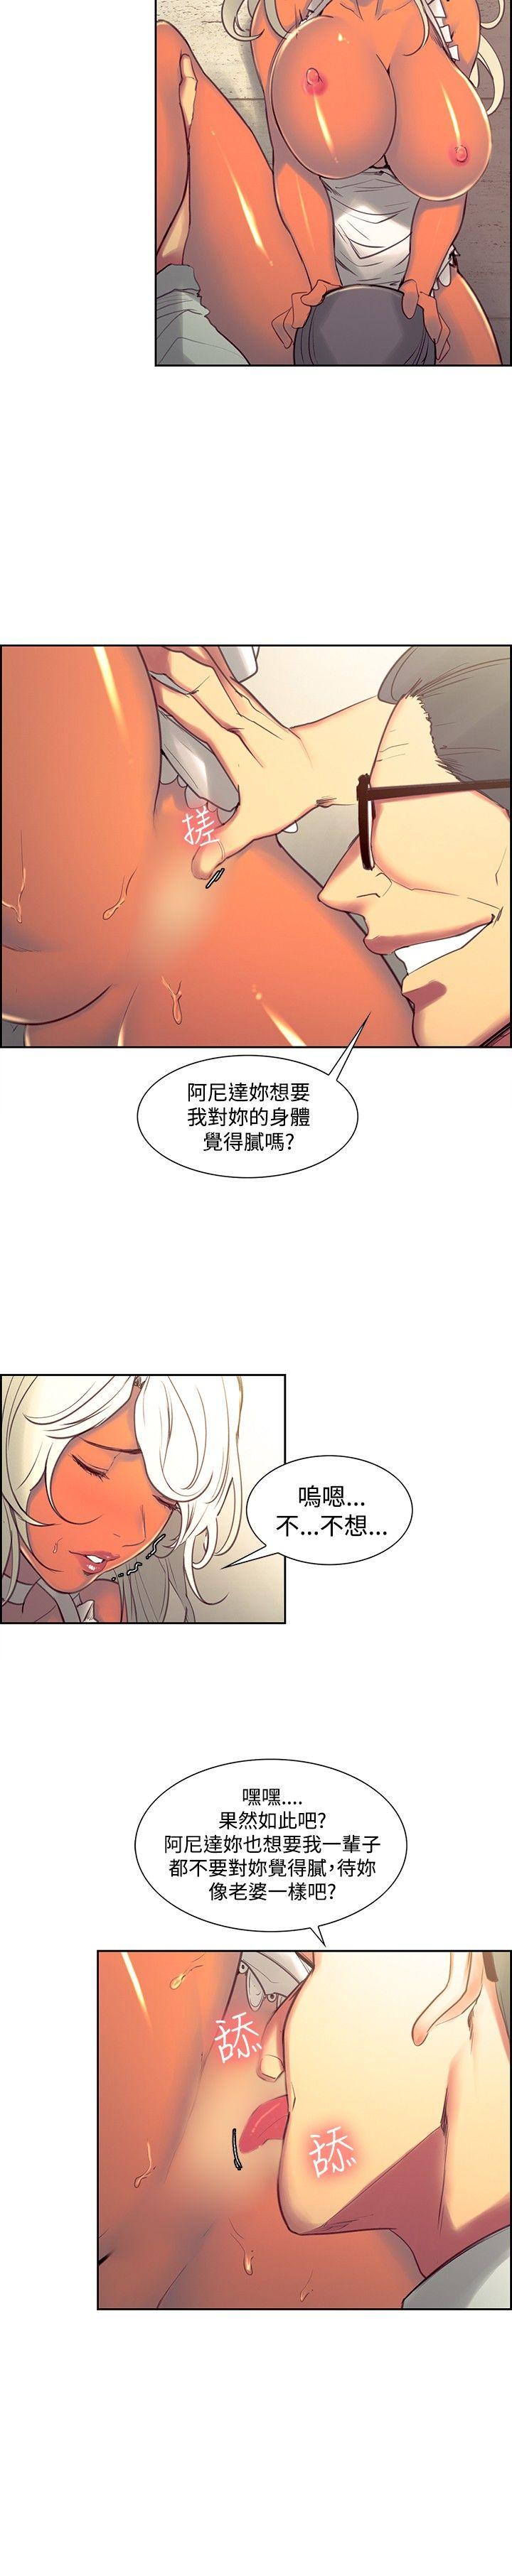 搓
阿尼達妳想要
我對妳的身體
覺得膩嗎?
嗚嗯...
不...不想...
嘿嘿....
果然如此吧?
阿尼達妳也想要我一輩子
都不要對妳覺得膩，待妳
像老婆一樣吧?
舔
舔